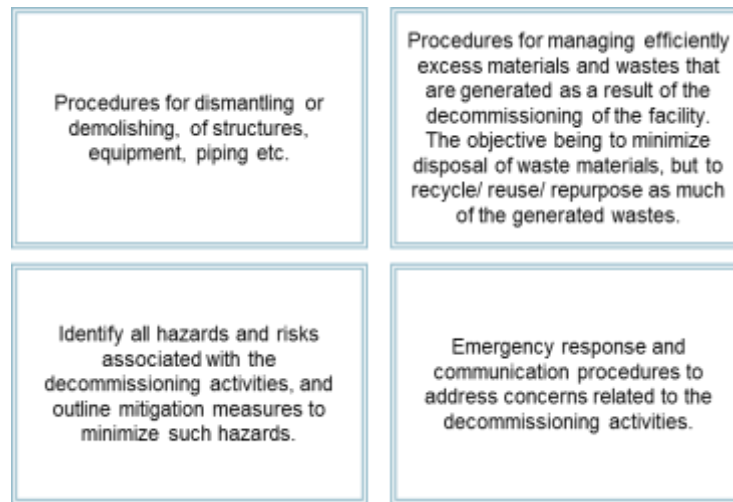 Procedures for dismantling or
demolishing, of structures,
equipment, piping etc.
Procedures for managing efficiently
excess materials and wastes that
are generated as a result of the
decommissioning of the facility.
The objective being to minimize
disposal of waste materials, but to
recycle/ reuse/ repurpose as much
of the generated wastes.
Identify all hazards and risks
associated with the
decommissioning activities, and
outline mitigation measures to
minimize such hazards.
Emergency response and
communication procedures to
address concerns related to the
decommissioning activities.